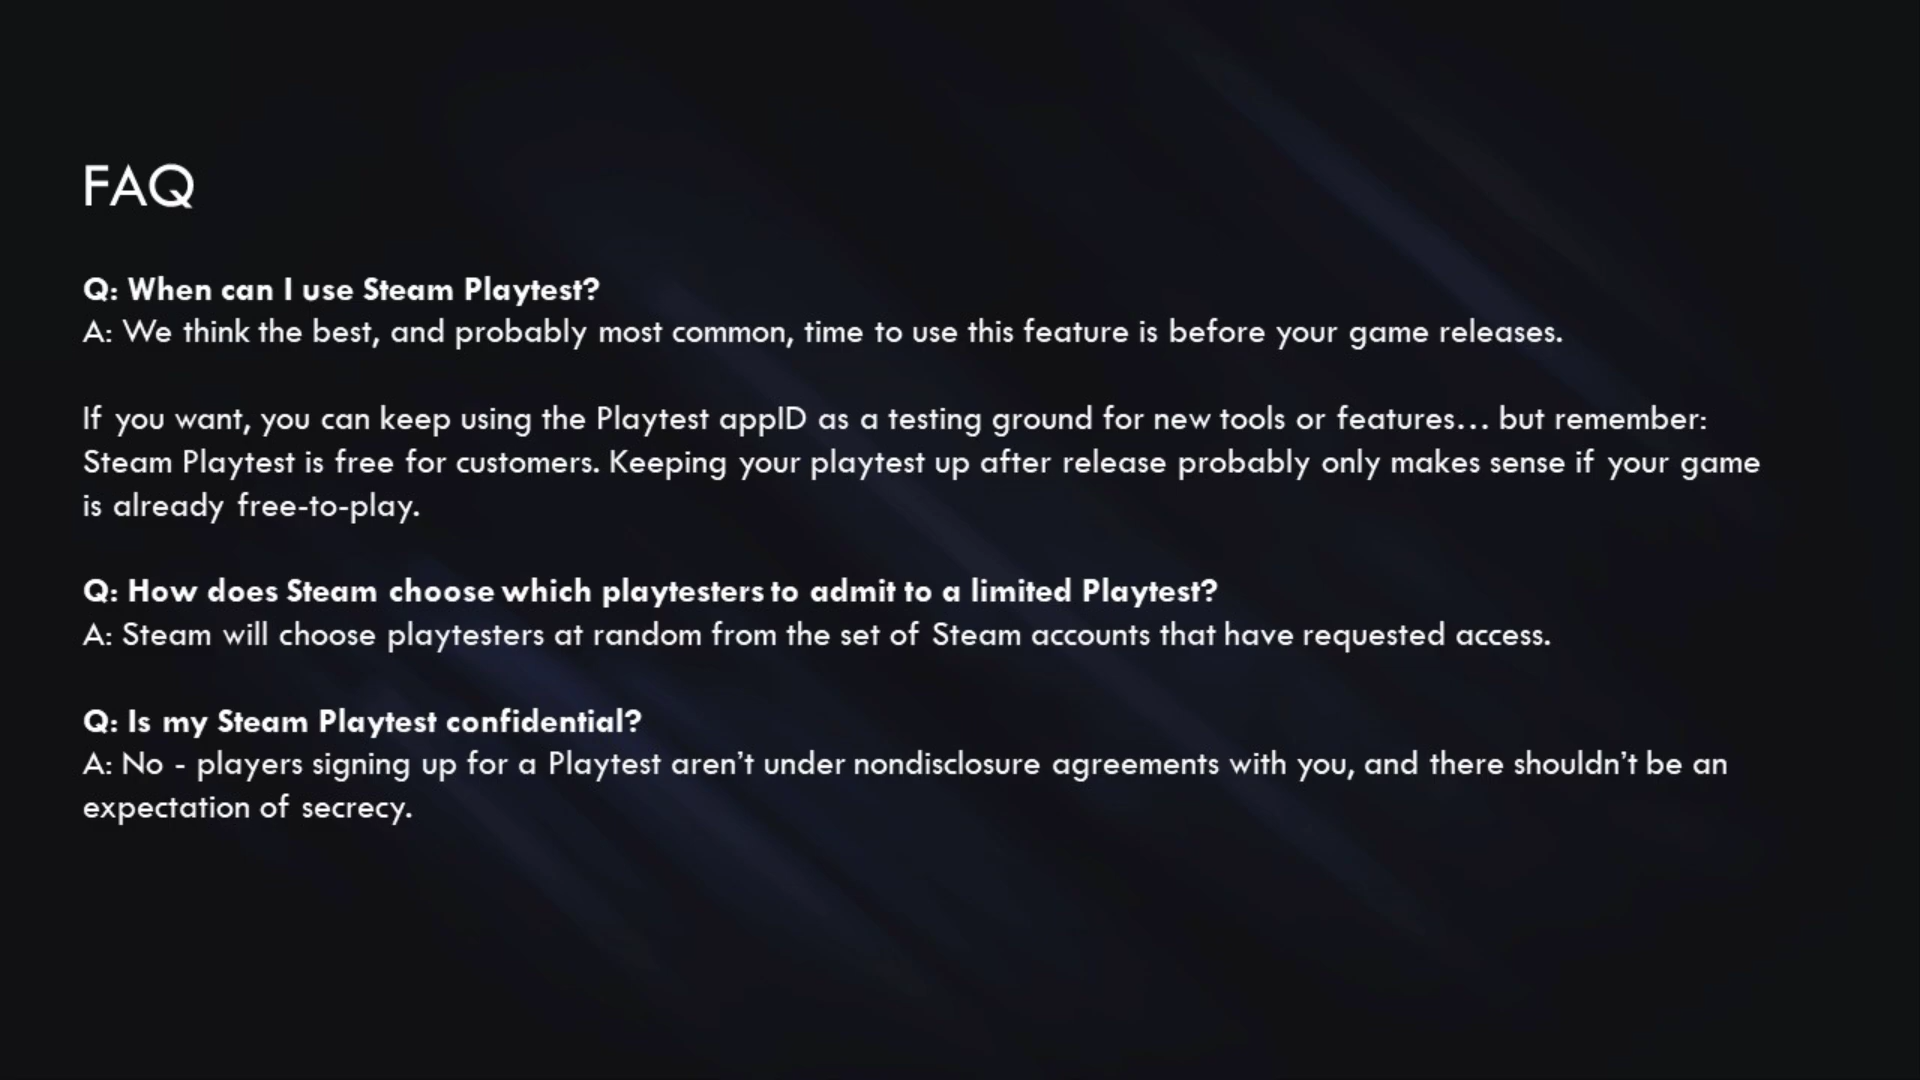 FAQ
Q: When can I use Steam Playtest?
A: We think the best, and probably most common, time to use this feature is before your game releases.
If you want, you can keep using the Playtest appID as a testing ground for new tools or features... but remember:
Steam Playtest is free for customers. Keeping your playtest up after release probably only makes sense if your game
is already free-to-play.
Q: How does Steam choose which playtesters to admit to a limited Playtest?
A: Steam will choose playtesters at random from the set of Steam accounts that have requested access.
Q: Is my Steam Playtest confidential?
A: No - players signing up for a Playtest aren’t under nondisclosure agreements with you, and there shouldn’t be an
expectation of secrecy.